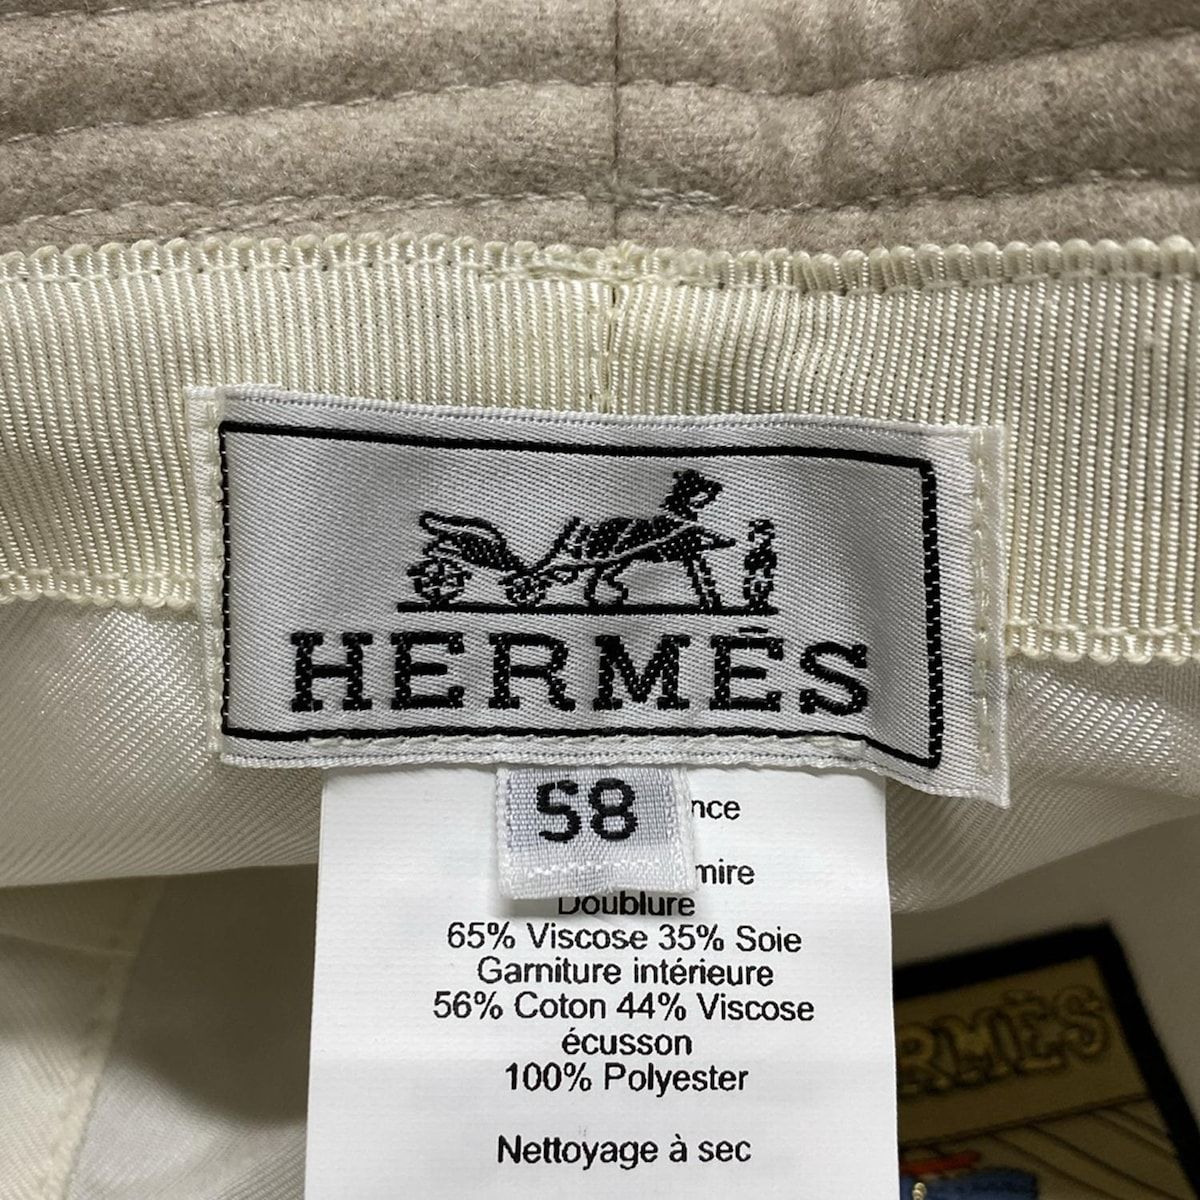 HERMÈS
58
nce
mire
Doublure
65% Viscose 35% Soie
Garniture intérieure
56% Coton 44% Viscose
écusson
100% Polyester
Nettoyage à sec
RMÈS